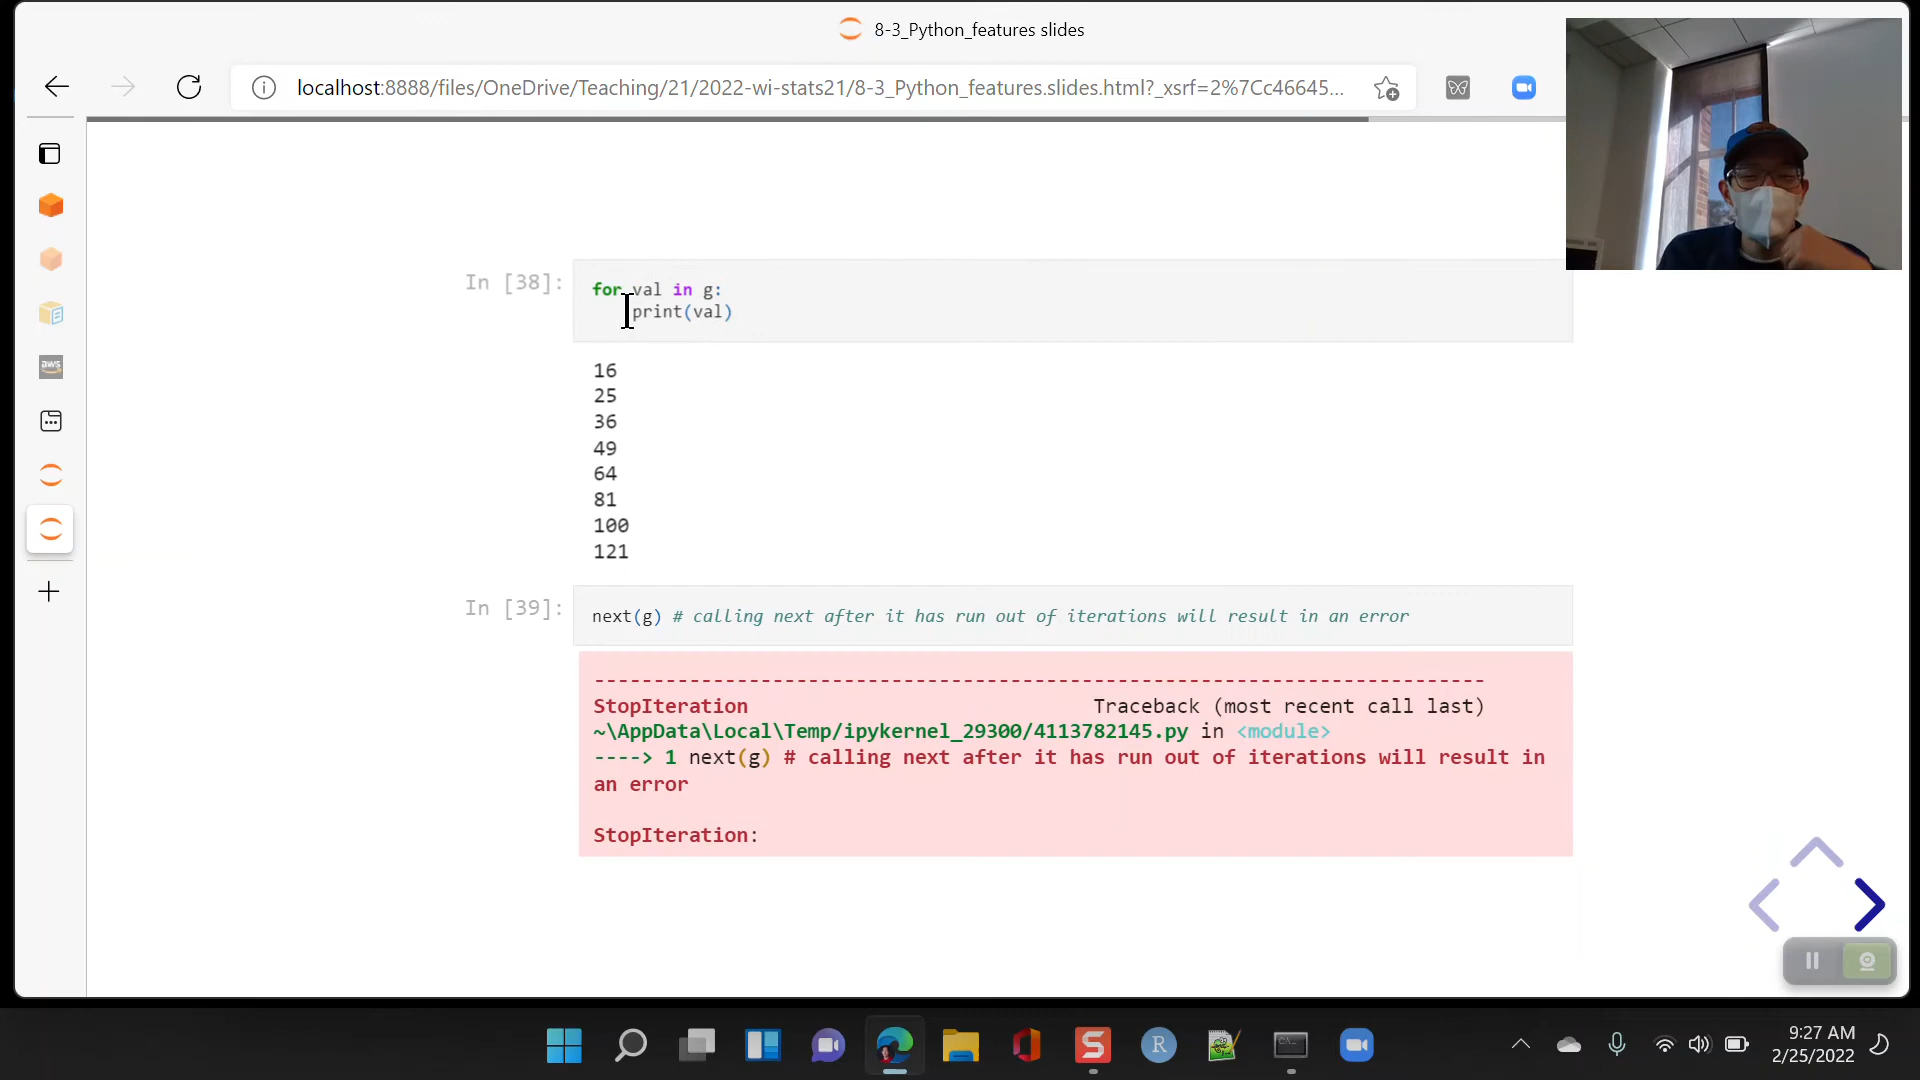 8-3_Python_features slides
localhost:8888/files/OneDrive/Teaching/21/2022-wi-stats21/8-3_Python_features.slides.html?_xsrf=2%7Cc46645...
In [38]:
for val in g:
    print(val)
16
25
36
49
64
81
100
121
In [39]:
next(g) # calling next after it has run out of iterations will result in an error
---------------------------------------------------------------------------
StopIteration                             Traceback (most recent call last)
~\AppData\Local\Temp/ipykernel_29300/4113782145.py in <module>
----> 1 next(g) # calling next after it has run out of iterations will result in
an error
StopIteration:
aws
S
R
9:27 AM
2/25/2022